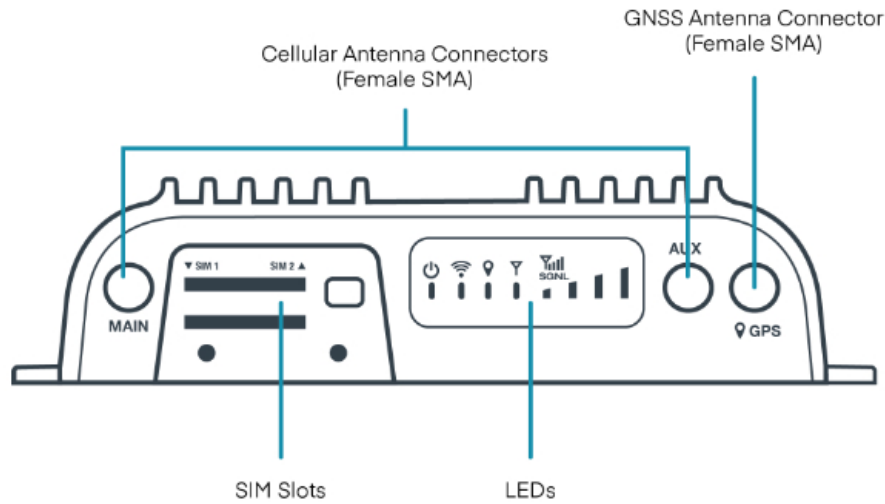 GNSS Antenna Connector
(Female SMA)
Cellular Antenna Connectors
(Female SMA)
▼ SIM 1 SIM 2 ▲
SGNL
AUX
MAIN
GPS
SIM Slots
LEDs